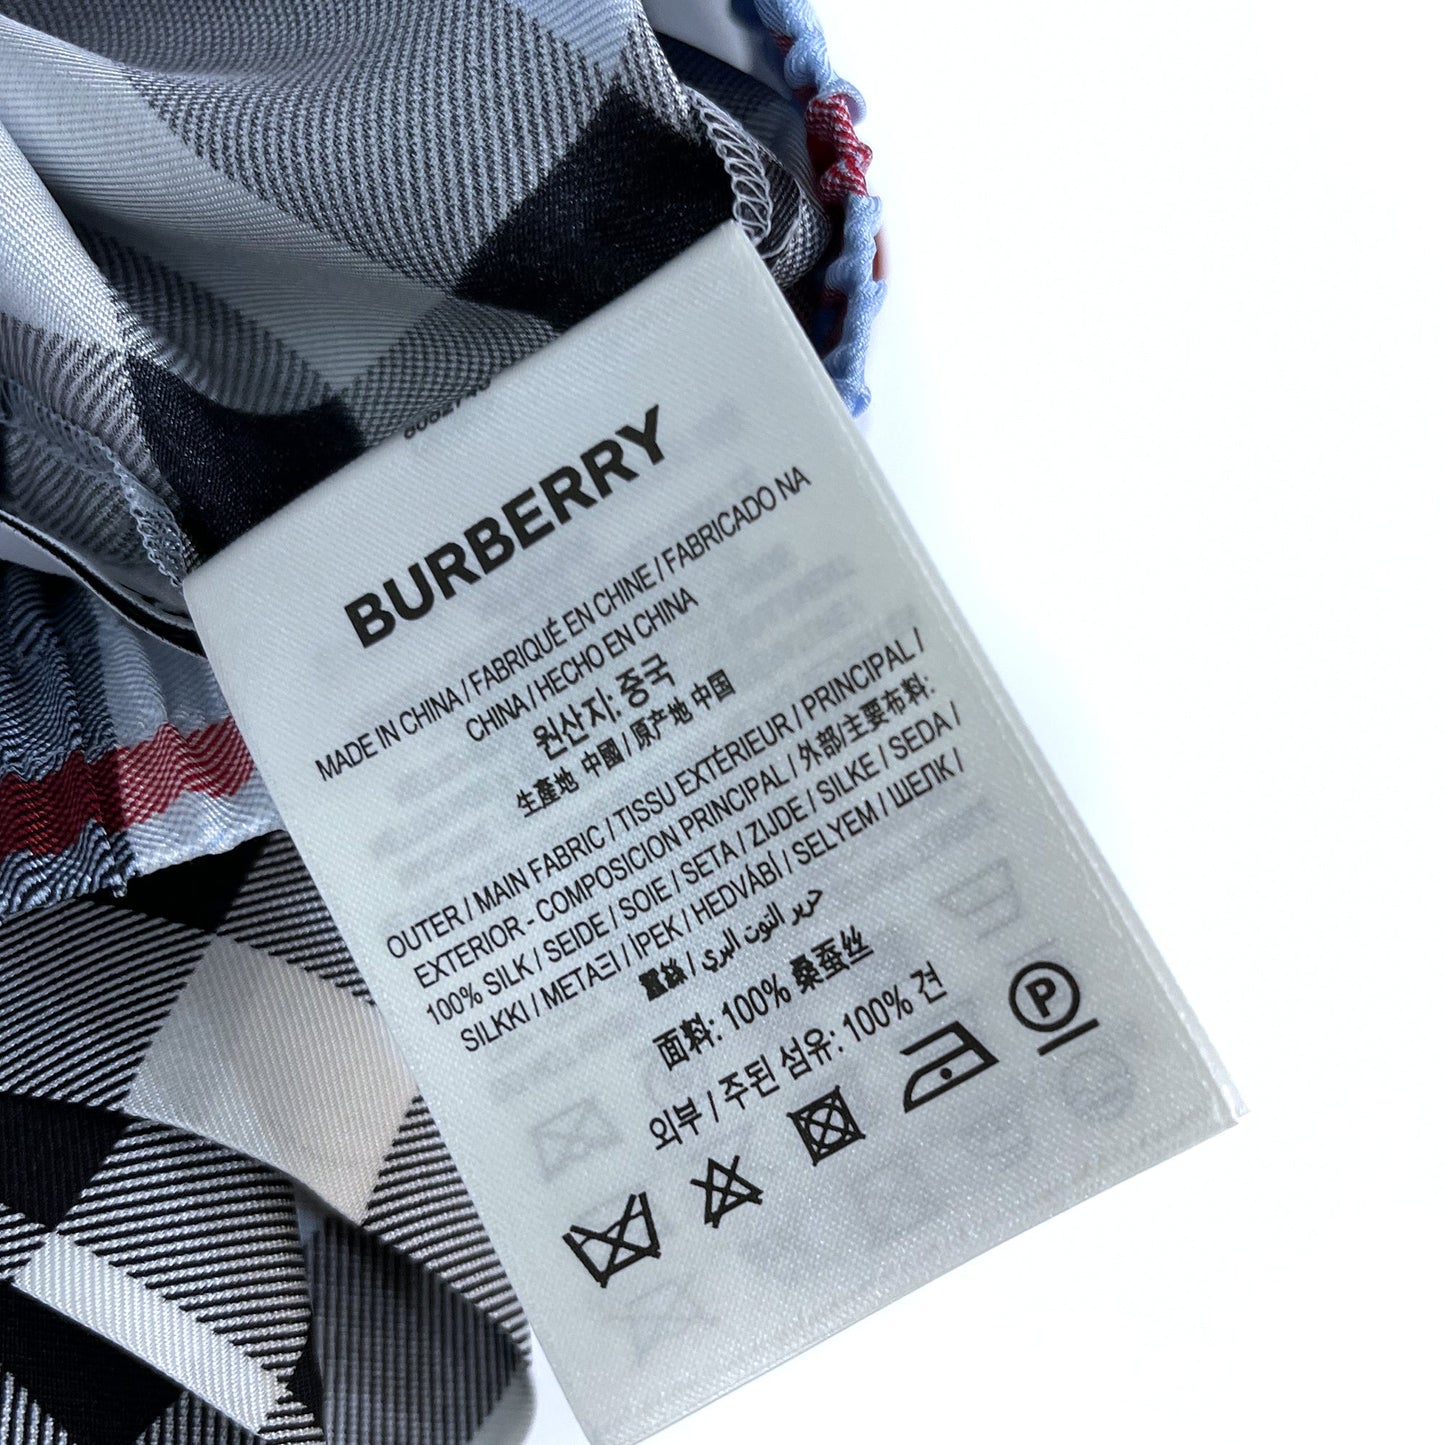 BURBERRY
MADE IN CHINA / FABRIQUÉ EN CHINE / FABRICADO NA
CHINA / HECHO EN CHINA
원산지: 중국
生產地 中國 / 原产地 中国
OUTER / MAIN FABRIC / TISSU EXTÉRIEUR / PRINCIPAL /
EXTERIOR - COMPOSICION PRINCIPAL / 外部/主要布料:
100% SILK / SEIDE / SOIE / SETA / ZIJDE / SILKE / SEDA /
SILKKI / ΜΕΤΑΞΙ / İPEK / HEDVÁBÍ / SELYEM / ШЕЛК /
蠶絲 / حرير التوت البري
面料: 100% 桑蚕丝
외부 / 주된 섬유: 100% 견
P